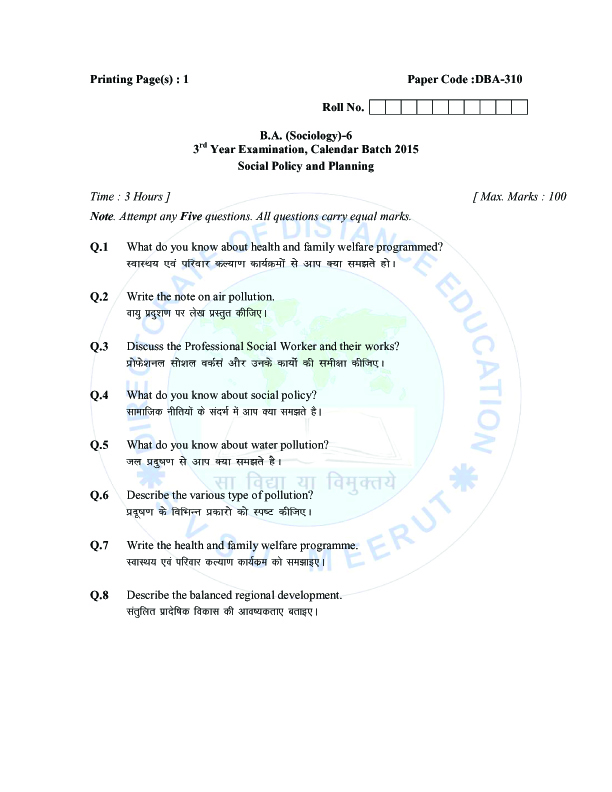 Printing Page(s) : 1 Paper Code :DBA-310
Roll No.
B.A. (Sociology)-6
3rd Year Examination, Calendar Batch 2015
Social Policy and Planning
Time : 3 Hours ] [ Max. Marks : 100
Note. Attempt any Five questions. All questions carry equal marks.
Q.1 What do you know about health and family welfare programmed?
स्वास्थय एवं परिवार कल्याण कार्यक्रमों से आप क्या समझते हो।
Q.2 Write the note on air pollution.
वायु प्रदुशण पर लेख प्रस्तुत कीजिए।
Q.3 Discuss the Professional Social Worker and their works?
प्रोफेशनल सोशल वर्कर्स और उनके कार्यो की समीक्षा कीजिए।
Q.4 What do you know about social policy?
सामाजिक नीतियों के संदर्भ में आप क्या समझते है।
Q.5 What do you know about water pollution?
जल प्रदुषण से आप क्या समझते है।
Q.6 Describe the various type of pollution?
प्रदूषण के विभिन्न प्रकारो को स्पष्ट कीजिए।
Q.7 Write the health and family welfare programme.
स्वास्थय एवं परिवार कल्याण कार्यक्रम को समझाइए।
Q.8 Describe the balanced regional development.
संतुलित प्रादेषिक विकास की आवष्यकताए बताइए।
DIRECTORATE OF DISTANCE EDUCATION
सा विद्या या विमुक्तये
MEERUT